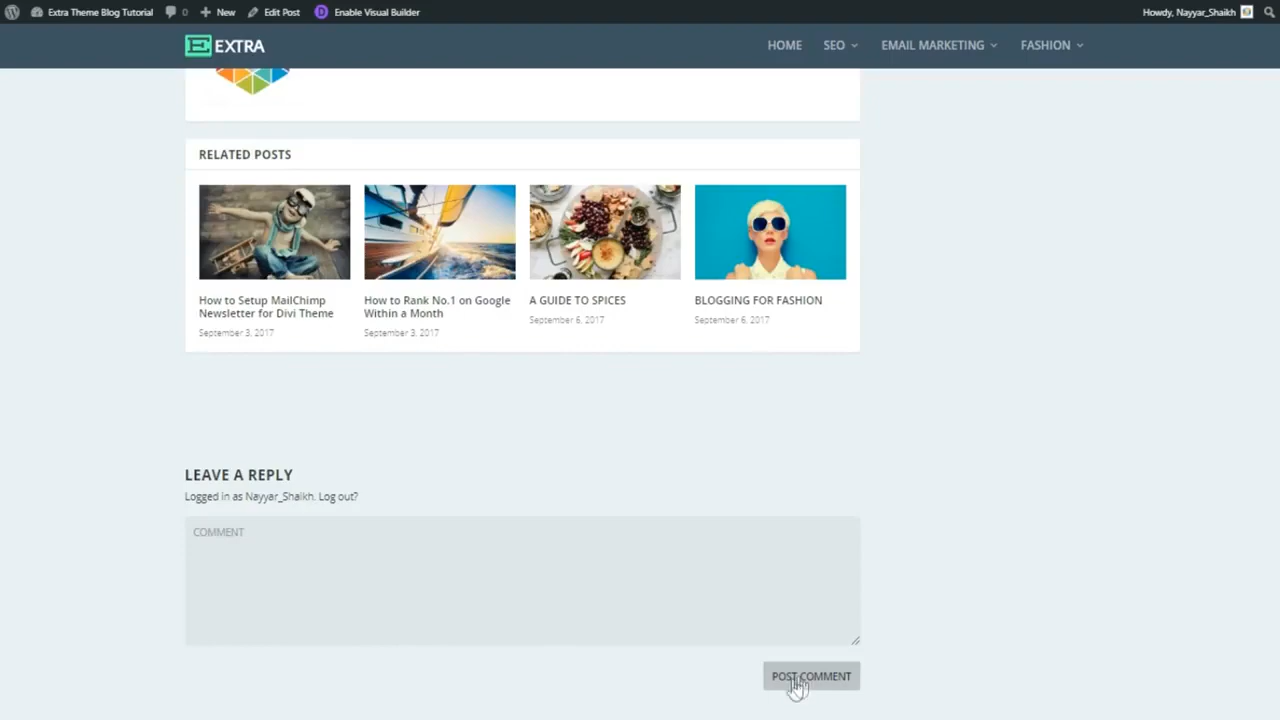 Extra Theme Blog Tutorial 0 New Edit Post Enable Visual Builder Howdy, Nayyar_Shaikh
EXTRA HOME SEO EMAIL MARKETING FASHION
RELATED POSTS
How to Setup MailChimp
Newsletter for Divi Theme
September 3, 2017
How to Rank No.1 on Google
Within a Month
September 3, 2017
A GUIDE TO SPICES
September 6, 2017
BLOGGING FOR FASHION
September 6, 2017
LEAVE A REPLY
Logged in as Nayyar_Shaikh. Log out?
COMMENT
POST COMMENT